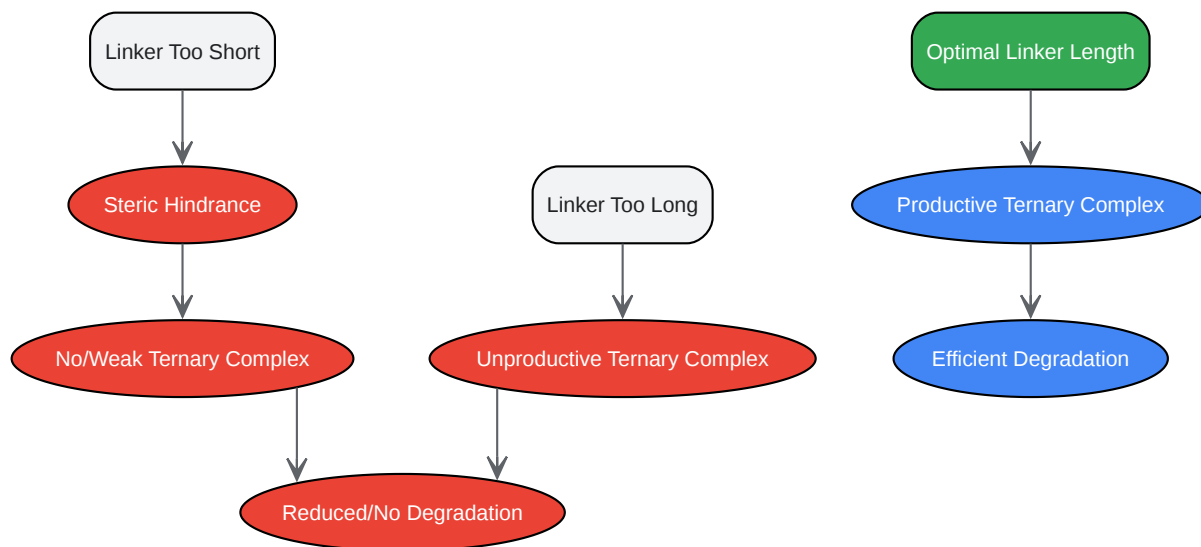 Linker Too Short
Optimal Linker Length
Steric Hindrance
Linker Too Long
Productive Ternary Complex
No/Weak Ternary Complex
Unproductive Ternary Complex
Efficient Degradation
Reduced/No Degradation